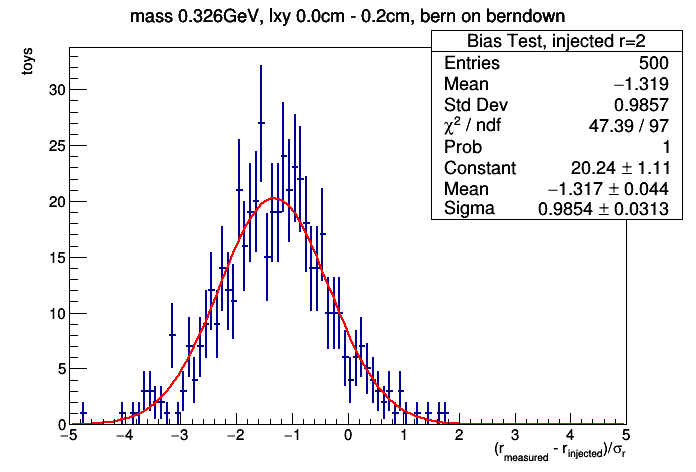 mass 0.326GeV, lxy 0.0cm - 0.2cm, bern on berndown
Bias Test, injected r=2
Entries 500
Mean −1.319
Std Dev 0.9857
χ² / ndf 47.39 / 97
Prob 1
Constant 20.24 ± 1.11
Mean −1.317 ± 0.044
Sigma 0.9854 ± 0.0313
toys
30
25
20
15
10
5
0
−5 −4 −3 −2 −1 0 1 2 3 4 5
(r_measured - r_injected)/σ_r